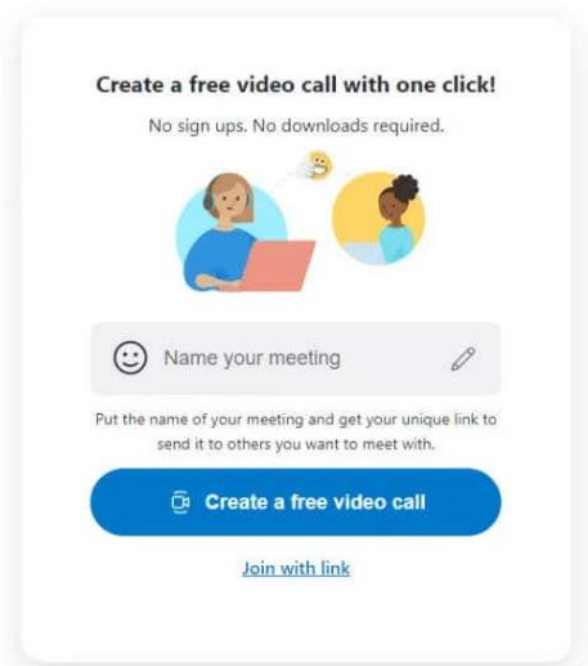 Create a free video call with one click!
No sign ups. No downloads required.
Name your meeting
Put the name of your meeting and get your unique link to
send it to others you want to meet with.
Create a free video call
Join with link